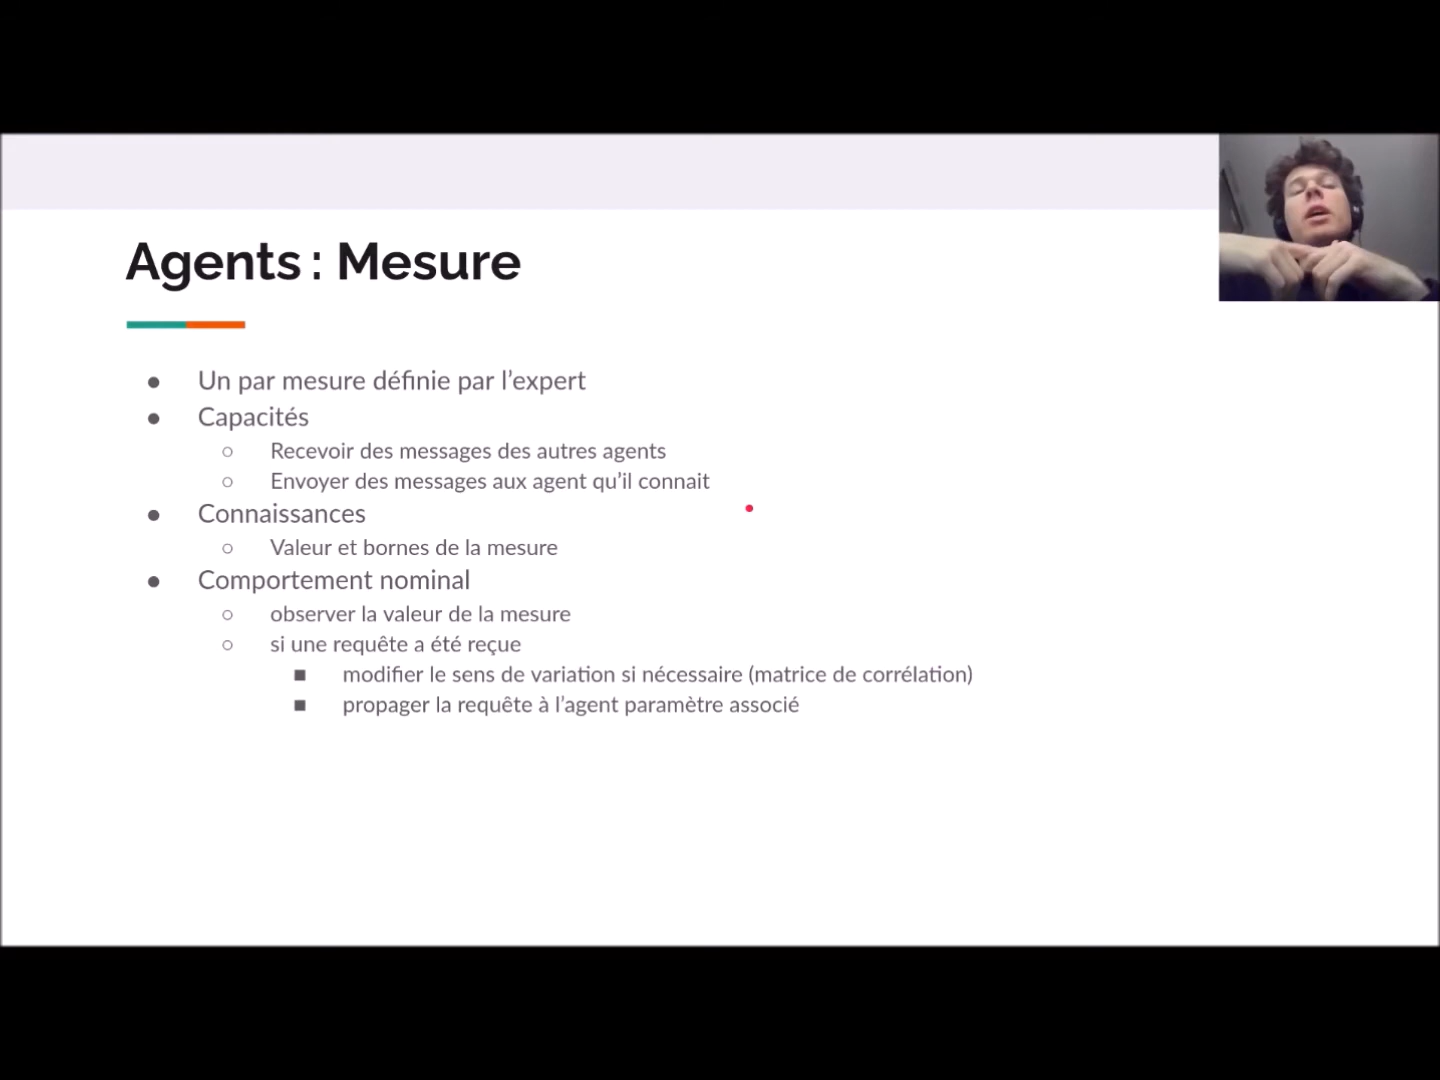 Agents : Mesure
Un par mesure définie par l’expert
Capacités
Recevoir des messages des autres agents
Envoyer des messages aux agent qu’il connait
Connaissances
Valeur et bornes de la mesure
Comportement nominal
observer la valeur de la mesure
si une requête a été reçue
modifier le sens de variation si nécessaire (matrice de corrélation)
propager la requête à l’agent paramètre associé